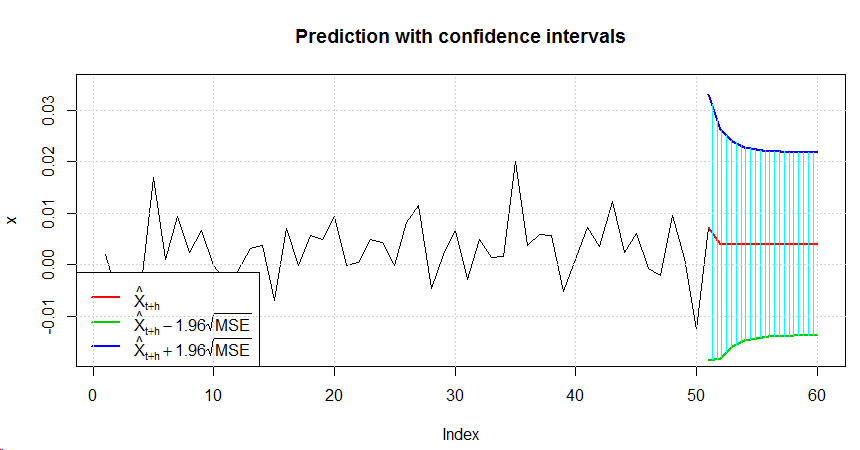 Prediction with confidence intervals
0.03
0.02
0.01
0.00
-0.01
x
X̂t+h
X̂t+h − 1.96√MSE
X̂t+h + 1.96√MSE
0 10 20 30 40 50 60
Index